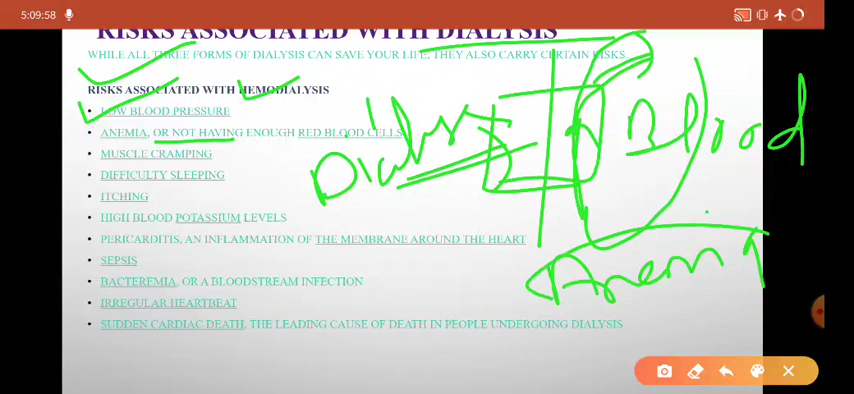 5:09:58
RISKS ASSOCIATED WITH DIALYSIS
WHILE ALL THREE FORMS OF DIALYSIS CAN SAVE YOUR LIFE, THEY ALSO CARRY CERTAIN RISKS.
RISKS ASSOCIATED WITH HEMODIALYSIS
• LOW BLOOD PRESSURE
• ANEMIA, OR NOT HAVING ENOUGH RED BLOOD CELLS
• MUSCLE CRAMPING
• DIFFICULTY SLEEPING
• ITCHING
• HIGH BLOOD POTASSIUM LEVELS
• PERICARDITIS, AN INFLAMMATION OF THE MEMBRANE AROUND THE HEART
• SEPSIS
• BACTEREMIA, OR A BLOODSTREAM INFECTION
• IRREGULAR HEARTBEAT
• SUDDEN CARDIAC DEATH, THE LEADING CAUSE OF DEATH IN PEOPLE UNDERGOING DIALYSIS
Blood